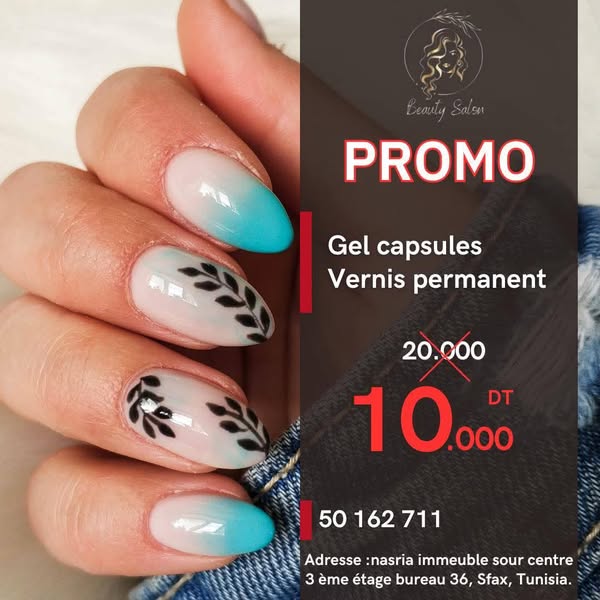 Beauty Salon
PROMO
Gel capsules
Vernis permanent
20.000
10.000 DT
50 162 711
Adresse :nasria immeuble sour centre
3 ème étage bureau 36, Sfax, Tunisia.